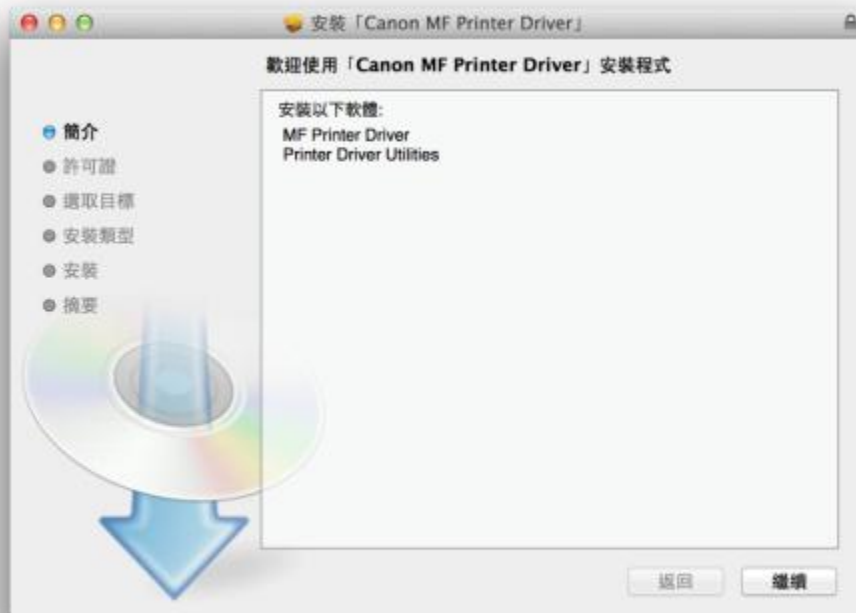 安裝「Canon MF Printer Driver」
歡迎使用「Canon MF Printer Driver」安裝程式
安裝以下軟體:
MF Printer Driver
Printer Driver Utilities
簡介
許可證
選取目標
安裝類型
安裝
摘要
返回
繼續